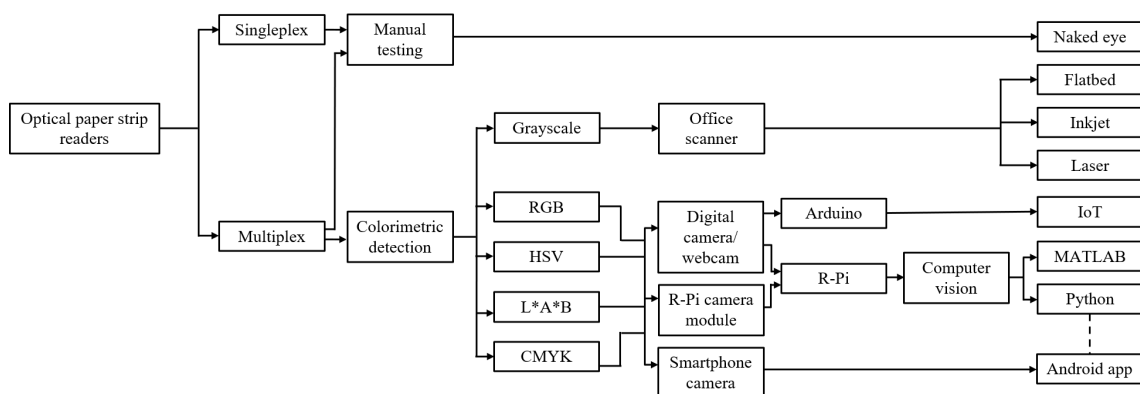 Singleplex
Manual
testing
Naked eye
Flatbed
Optical paper strip
readers
Grayscale
Office
scanner
Inkjet
Laser
RGB
Digital
camera/
webcam
Arduino
IoT
Multiplex
Colorimetric
detection
HSV
R-Pi
Computer
vision
MATLAB
L*A*B
R-Pi camera
module
Python
CMYK
Smartphone
camera
Android app